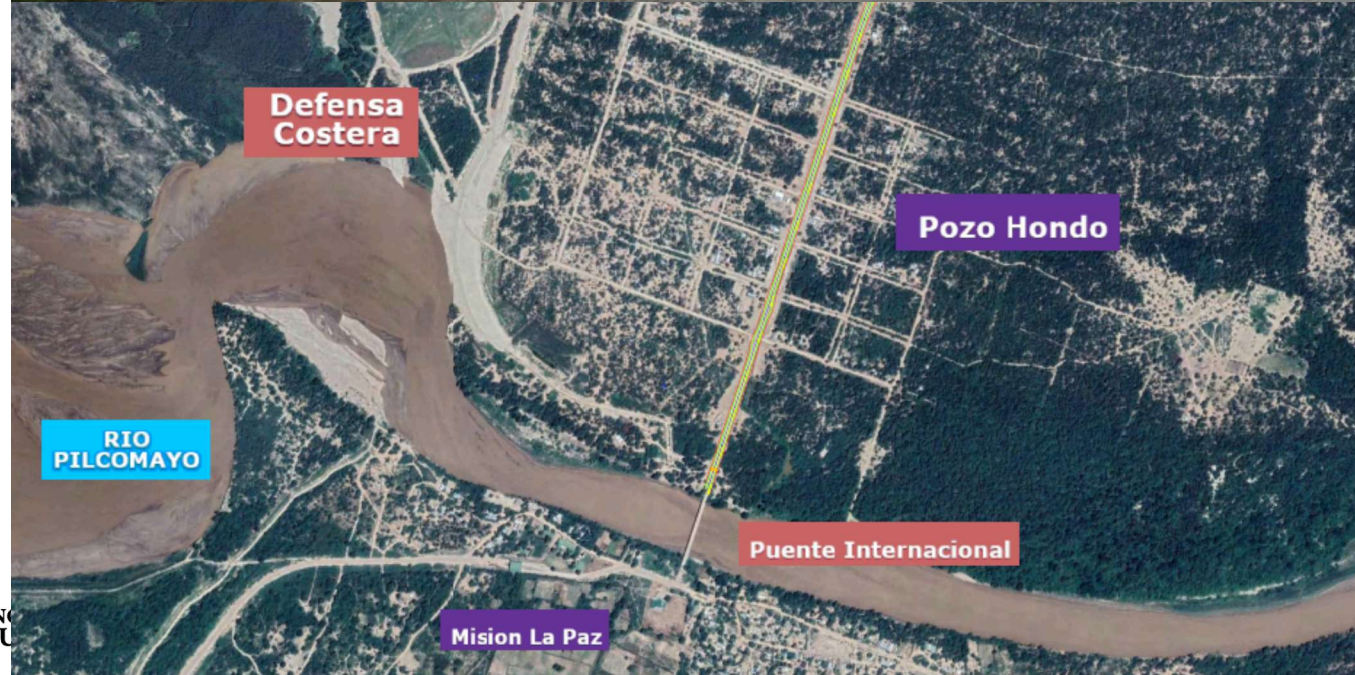 Defensa
Costera
Pozo Hondo
RIO
PILCOMAYO
Puente Internacional
Mision La Paz